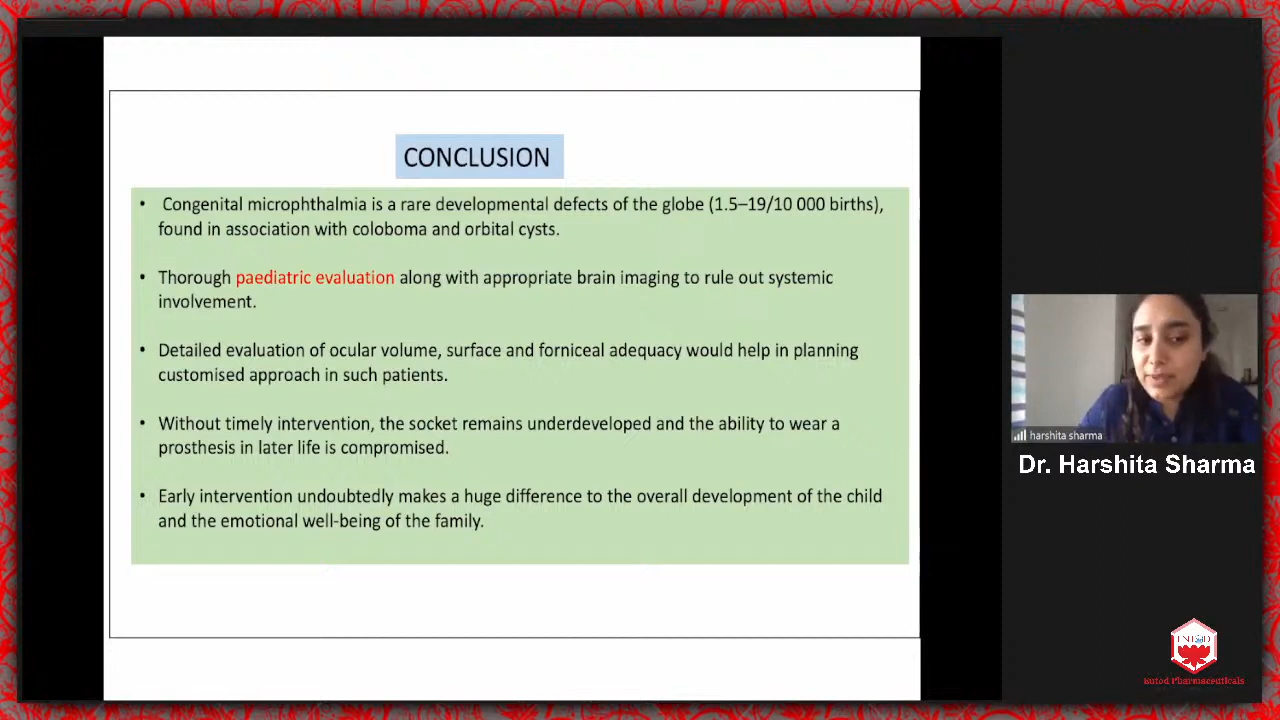 CONCLUSION
• Congenital microphthalmia is a rare developmental defects of the globe (1.5–19/10 000 births),
found in association with coloboma and orbital cysts.
• Thorough paediatric evaluation along with appropriate brain imaging to rule out systemic
involvement.
• Detailed evaluation of ocular volume, surface and forniceal adequacy would help in planning
customised approach in such patients.
• Without timely intervention, the socket remains underdeveloped and the ability to wear a
prosthesis in later life is compromised.
• Early intervention undoubtedly makes a huge difference to the overall development of the child
and the emotional well-being of the family.
harshita sharma
Dr. Harshita Sharma
ENTOD
Entod Pharmaceuticals